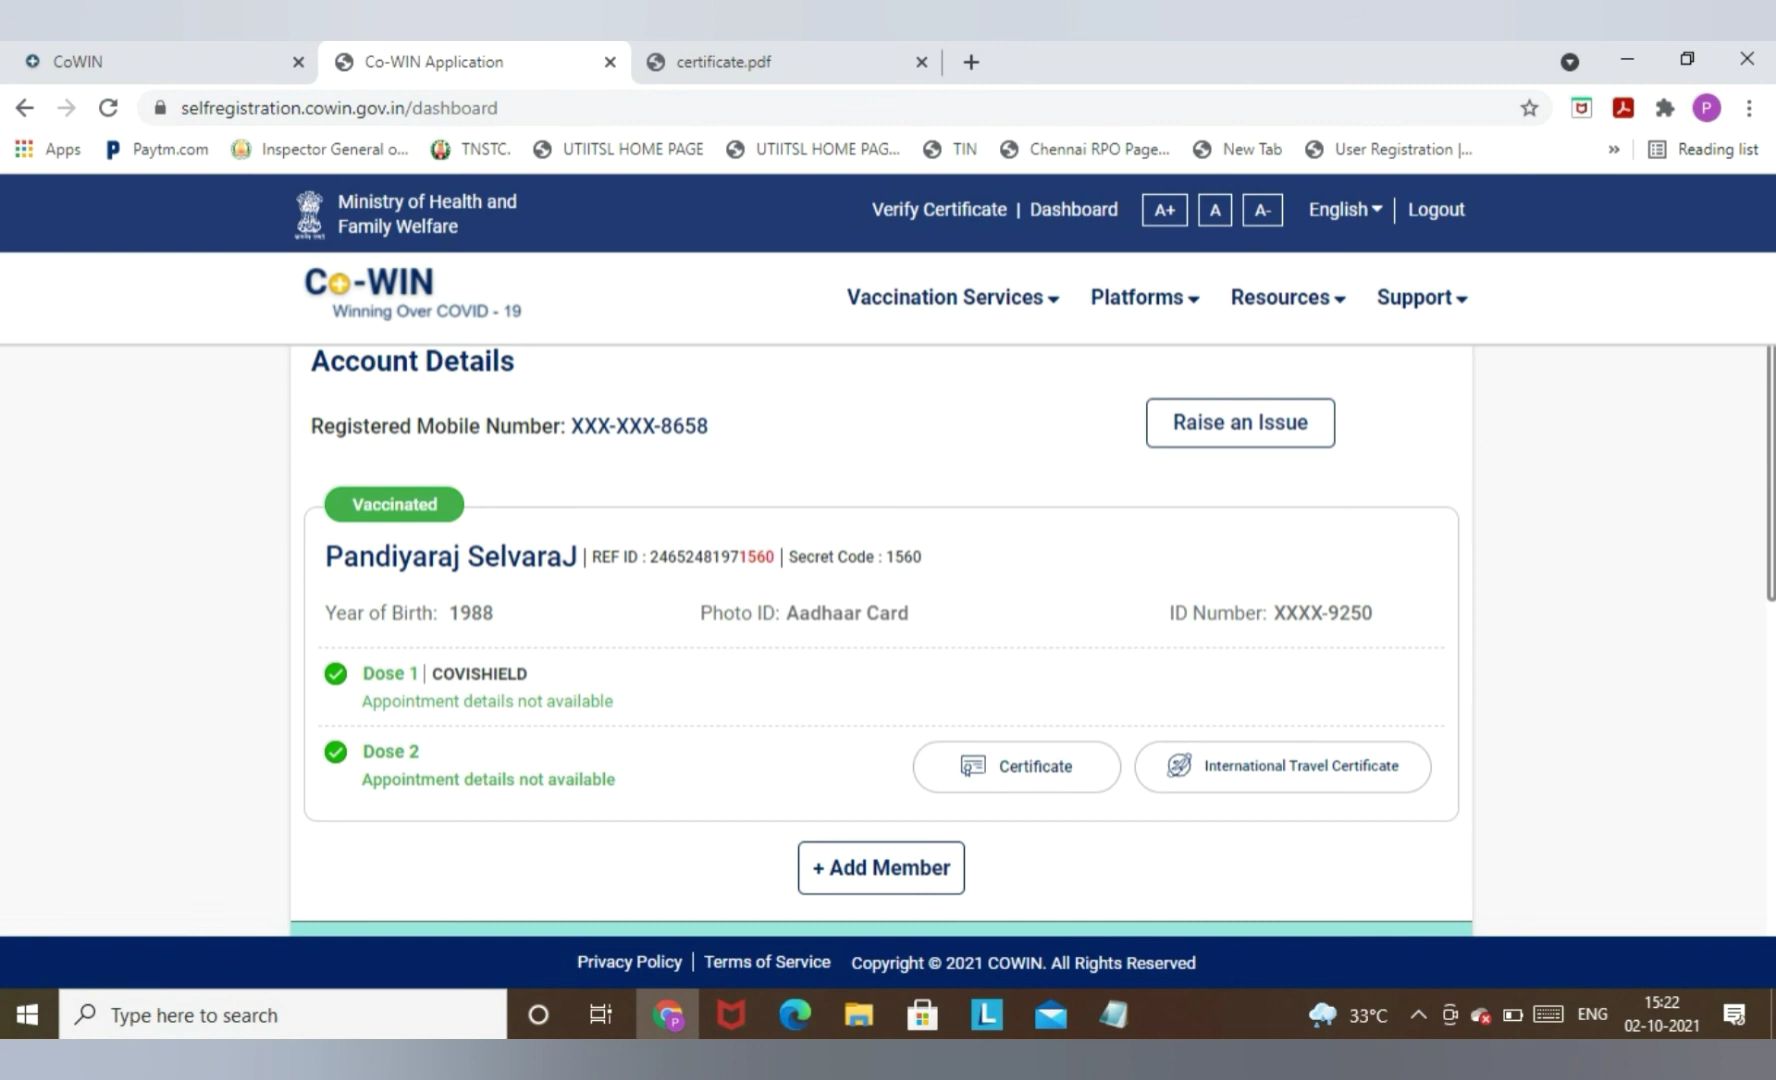 CoWIN
Co-WIN Application
certificate.pdf
selfregistration.cowin.gov.in/dashboard
P
Apps
Paytm.com
Inspector General o...
TNSTC.
UTIITSL HOME PAGE
UTIITSL HOME PAG...
TIN
Chennai RPO Page...
New Tab
User Registration |...
»
Reading list
Ministry of Health and
Family Welfare
Verify Certificate | Dashboard
A+
A
A-
English
Logout
Co-WIN
Winning Over COVID - 19
Vaccination Services
Platforms
Resources
Support
Account Details
Registered Mobile Number: XXX-XXX-8658
Raise an Issue
Vaccinated
Pandiyaraj SelvaraJ | REF ID : 24652481971560 | Secret Code : 1560
Year of Birth: 1988
Photo ID: Aadhaar Card
ID Number: XXXX-9250
Dose 1 | COVISHIELD
Appointment details not available
Dose 2
Appointment details not available
Certificate
International Travel Certificate
+ Add Member
Privacy Policy | Terms of Service Copyright © 2021 COWIN. All Rights Reserved
Type here to search
L
33°C
ENG
15:22
02-10-2021